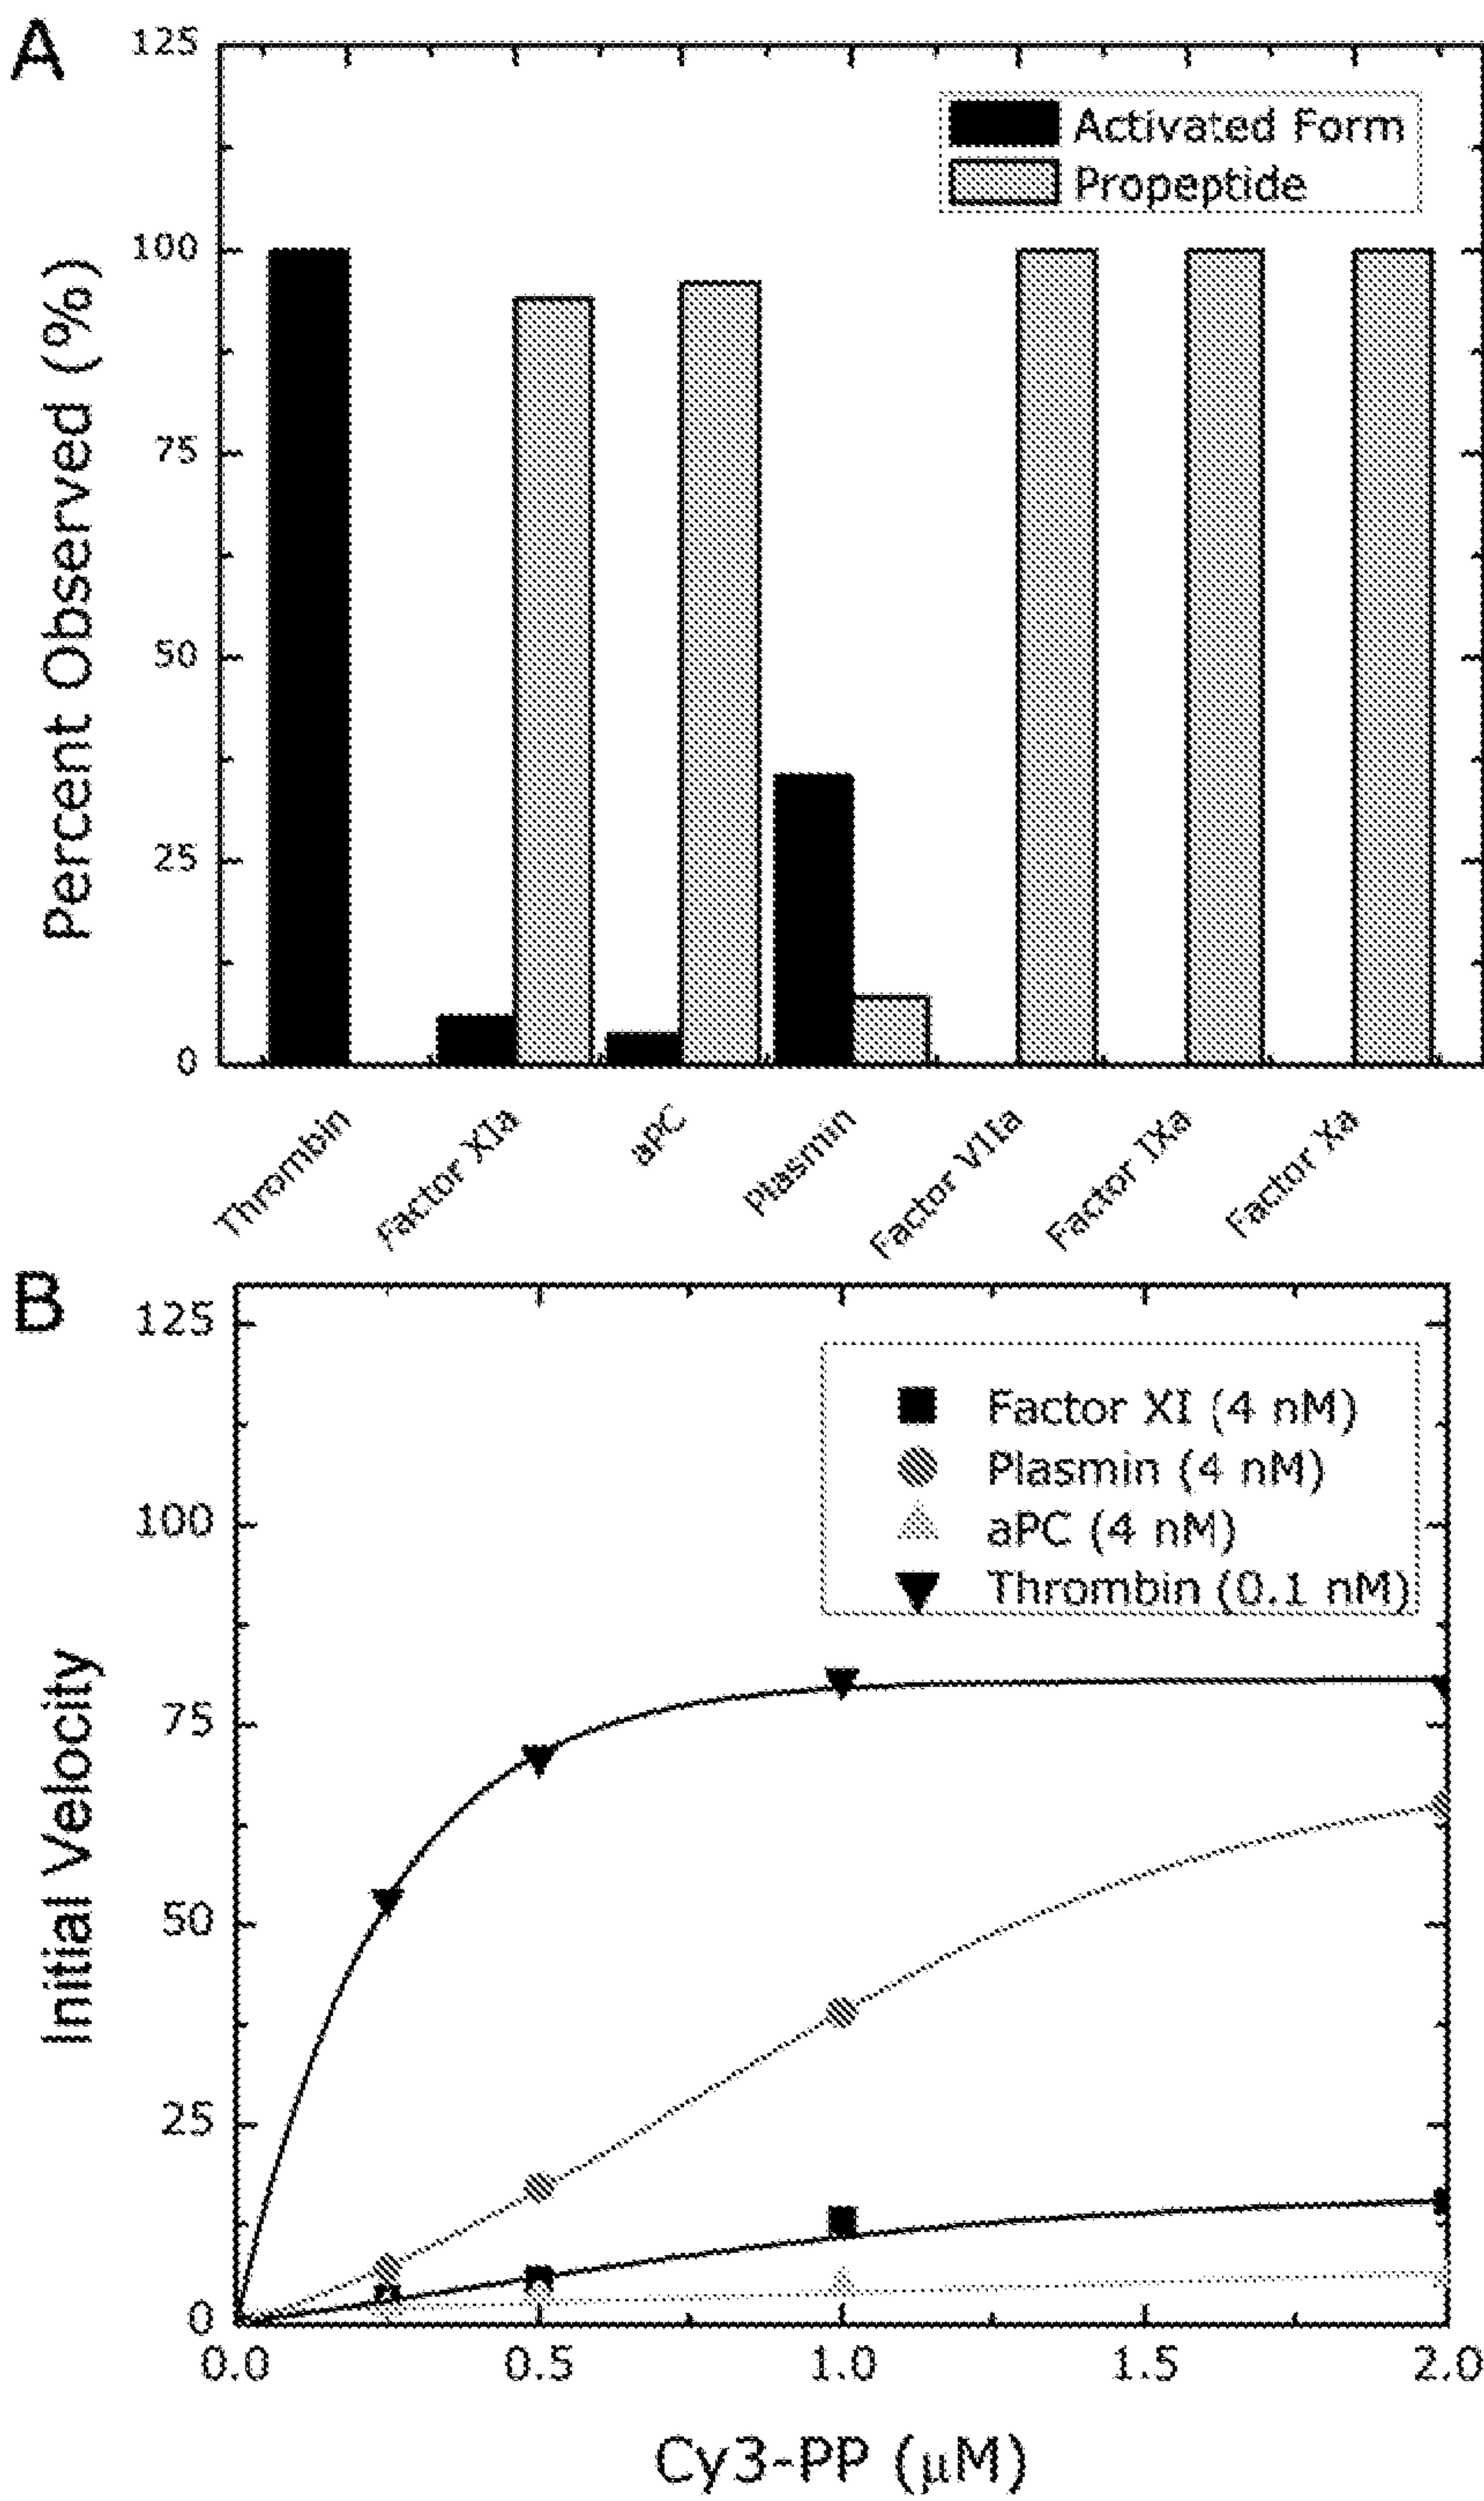 A
125
Activated Form
Propeptide
100
75
50
25
0
Percent Observed (%)
Thrombin
Factor XIa
aPC
Plasmin
Factor VIIa
Factor IXa
Factor Xa
B
125
Factor XI (4 nM)
Plasmin (4 nM)
aPC (4 nM)
Thrombin (0.1 nM)
100
75
50
25
0
Initial Velocity
0.0 0.5 1.0 1.5 2.0
Cy3-PP (μM)